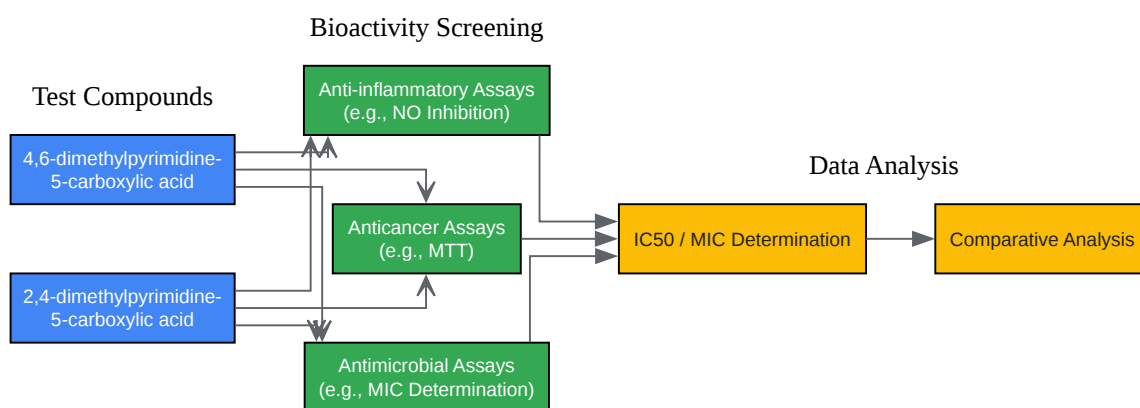 Bioactivity Screening
Test Compounds
Anti-inflammatory Assays
(e.g., NO Inhibition)
4,6-dimethylpyrimidine-
5-carboxylic acid
Data Analysis
Anticancer Assays
(e.g., MTT)
IC50 / MIC Determination
Comparative Analysis
2,4-dimethylpyrimidine-
5-carboxylic acid
Antimicrobial Assays
(e.g., MIC Determination)